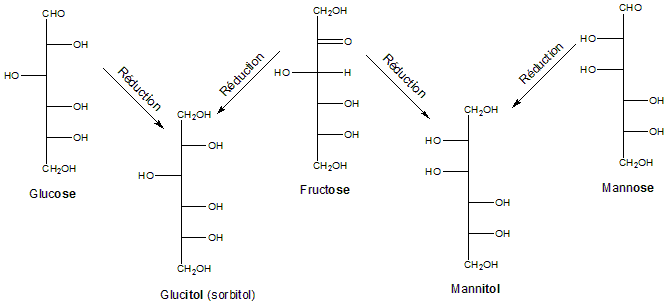 CHO
OH
HO
OH
OH
CH2OH
Glucose
Réduction
CH2OH
OH
HO
OH
OH
CH2OH
Glucitol (sorbitol)
Réduction
CH2OH
O
HO H
OH
OH
CH2OH
Fructose
Réduction
CH2OH
HO
HO
OH
OH
CH2OH
Mannitol
Réduction
CHO
HO
HO
OH
OH
CH2OH
Mannose